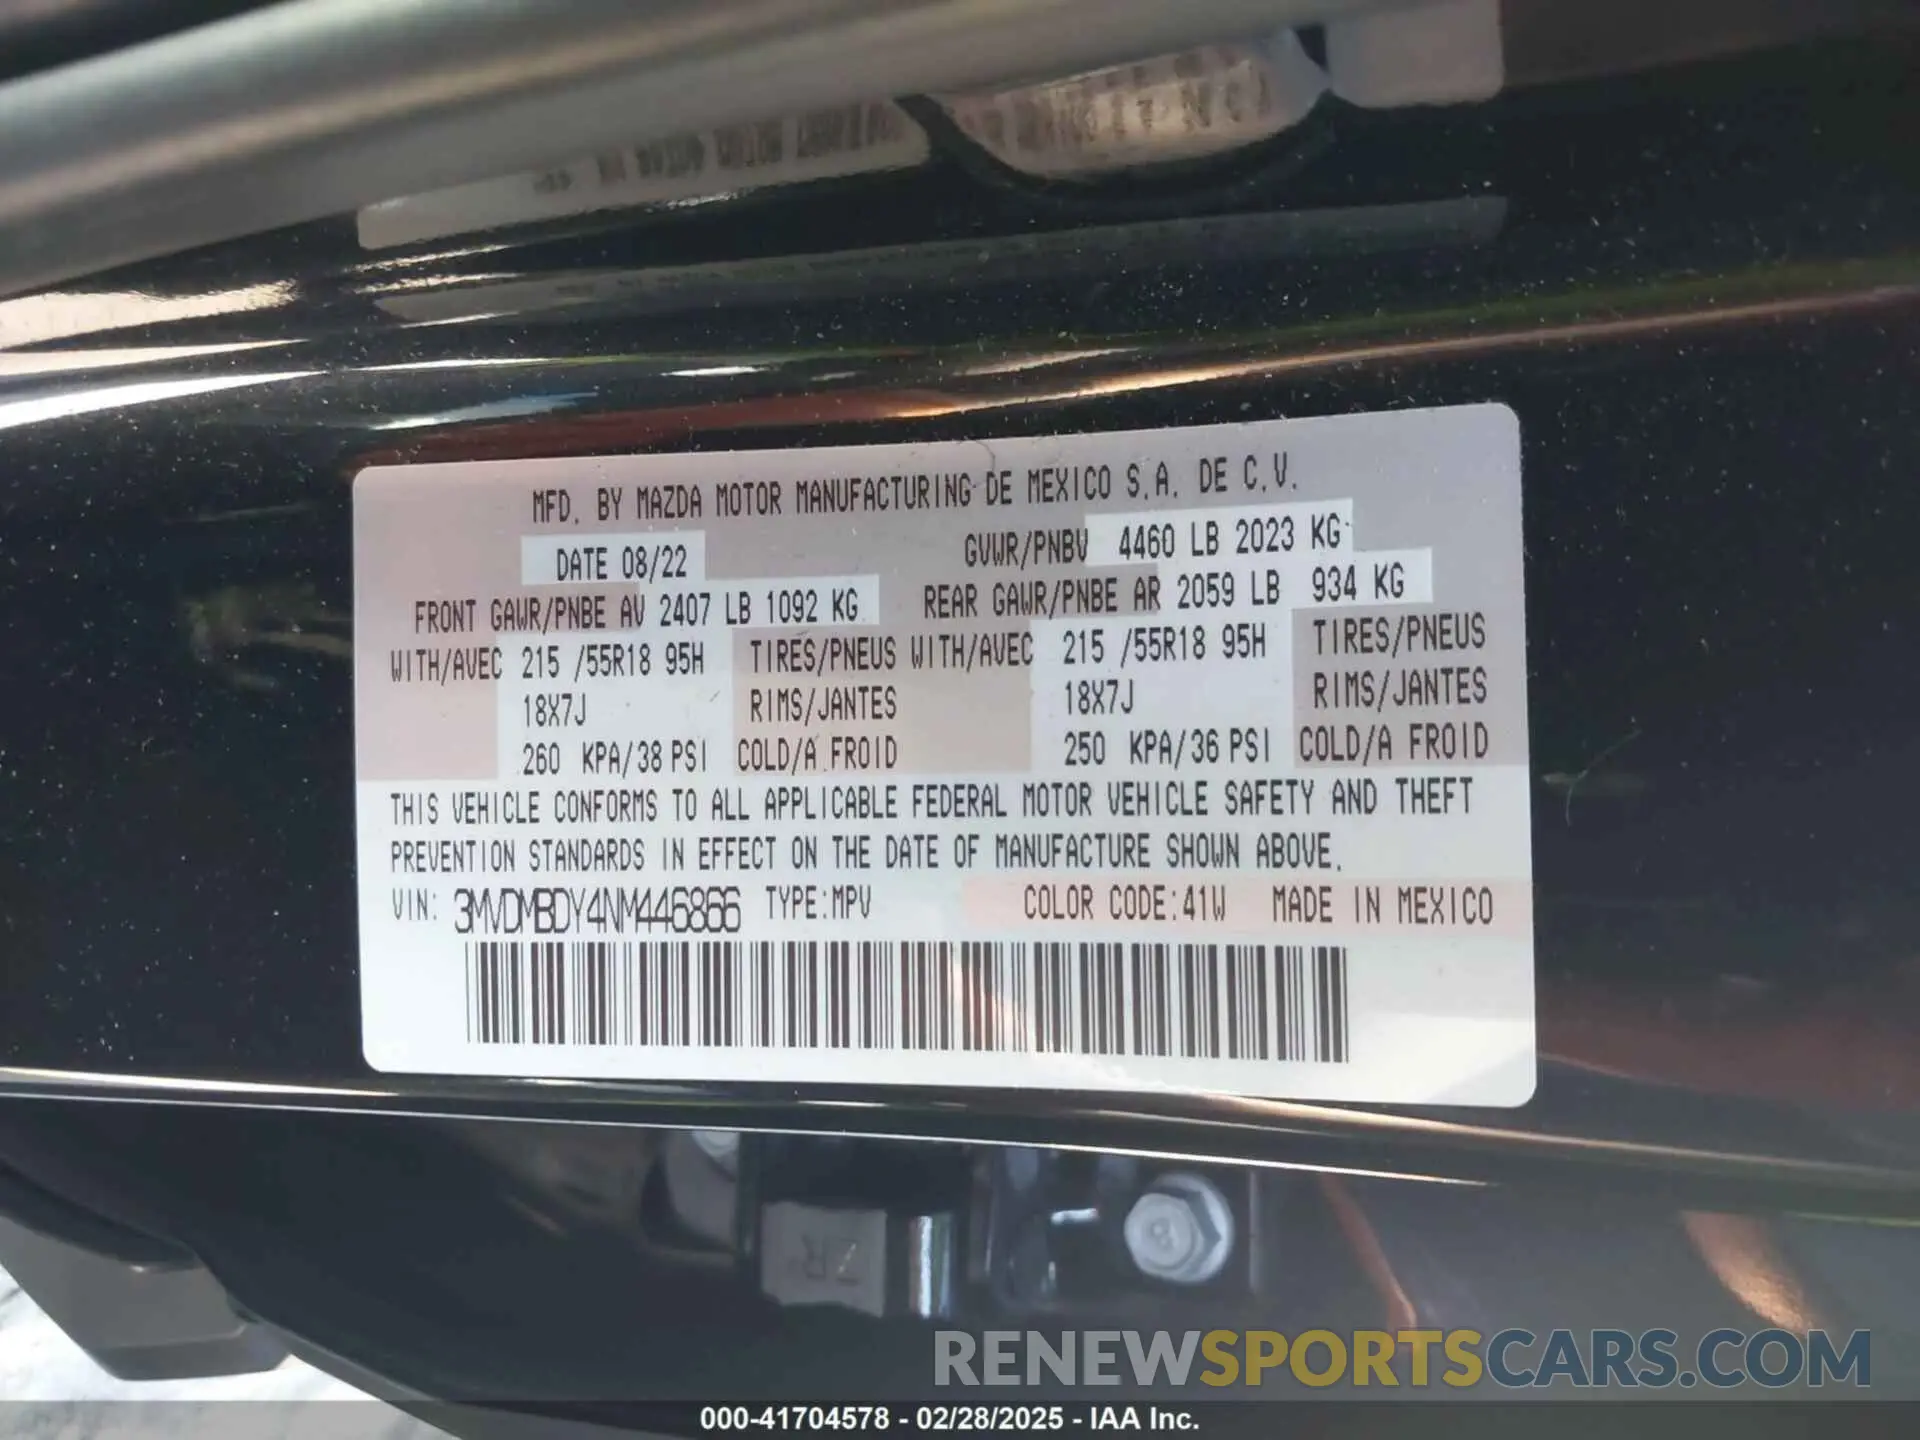 MFD. BY MAZDA MOTOR MANUFACTURING DE MEXICO S.A. DE C.V.
DATE 08/22 GVWR/PNBV 4460 LB 2023 KG
FRONT GAWR/PNBE AV 2407 LB 1092 KG REAR GAWR/PNBE AR 2059 LB 934 KG
WITH/AVEC 215 /55R18 95H TIRES/PNEUS WITH/AVEC 215 /55R18 95H TIRES/PNEUS
18X7J RIMS/JANTES 18X7J RIMS/JANTES
260 KPA/38 PSI COLD/A FROID 250 KPA/36 PSI COLD/A FROID
THIS VEHICLE CONFORMS TO ALL APPLICABLE FEDERAL MOTOR VEHICLE SAFETY AND THEFT
PREVENTION STANDARDS IN EFFECT ON THE DATE OF MANUFACTURE SHOWN ABOVE.
VIN: 3MVDMBDY4NM446866 TYPE:MPV COLOR CODE:41W MADE IN MEXICO
8
RENEWSPORTSCARS.COM
000-41704578 - 02/28/2025 - IAA Inc.